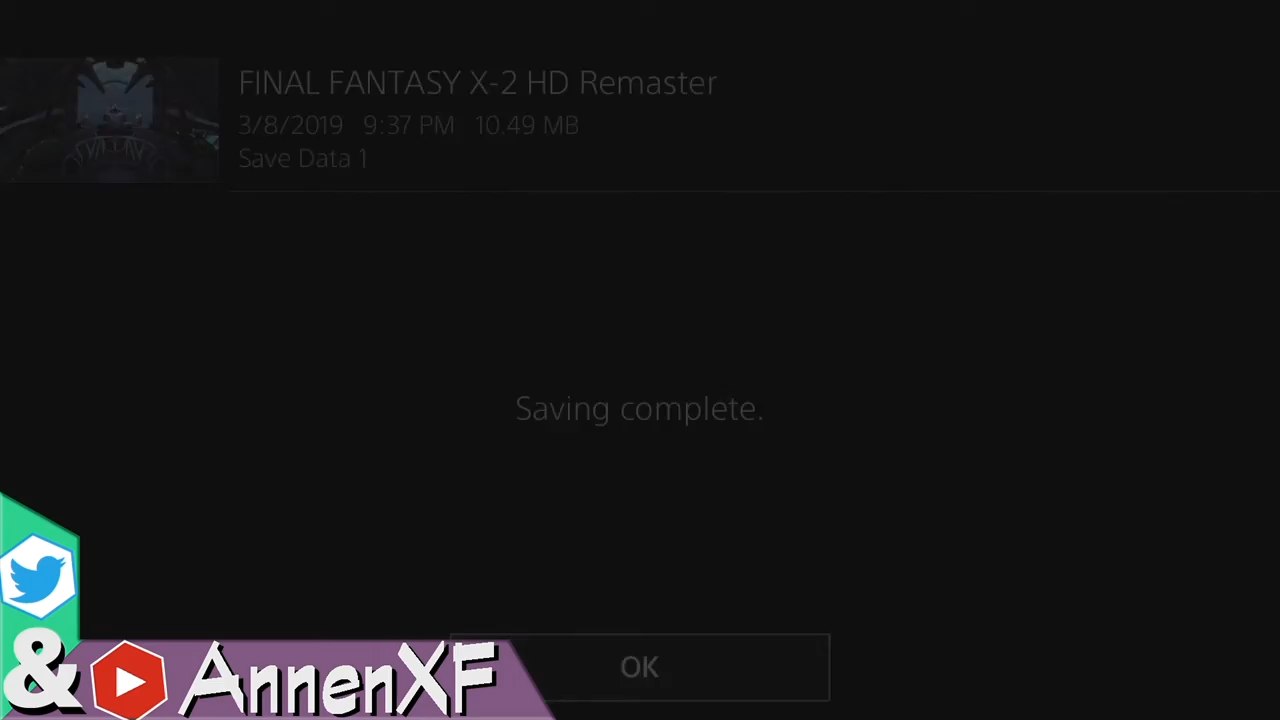 FINAL FANTASY X-2 HD Remaster
3/8/2019 9:37 PM 10.49 MB
Save Data 1
Saving complete.
OK
& AnnenXF